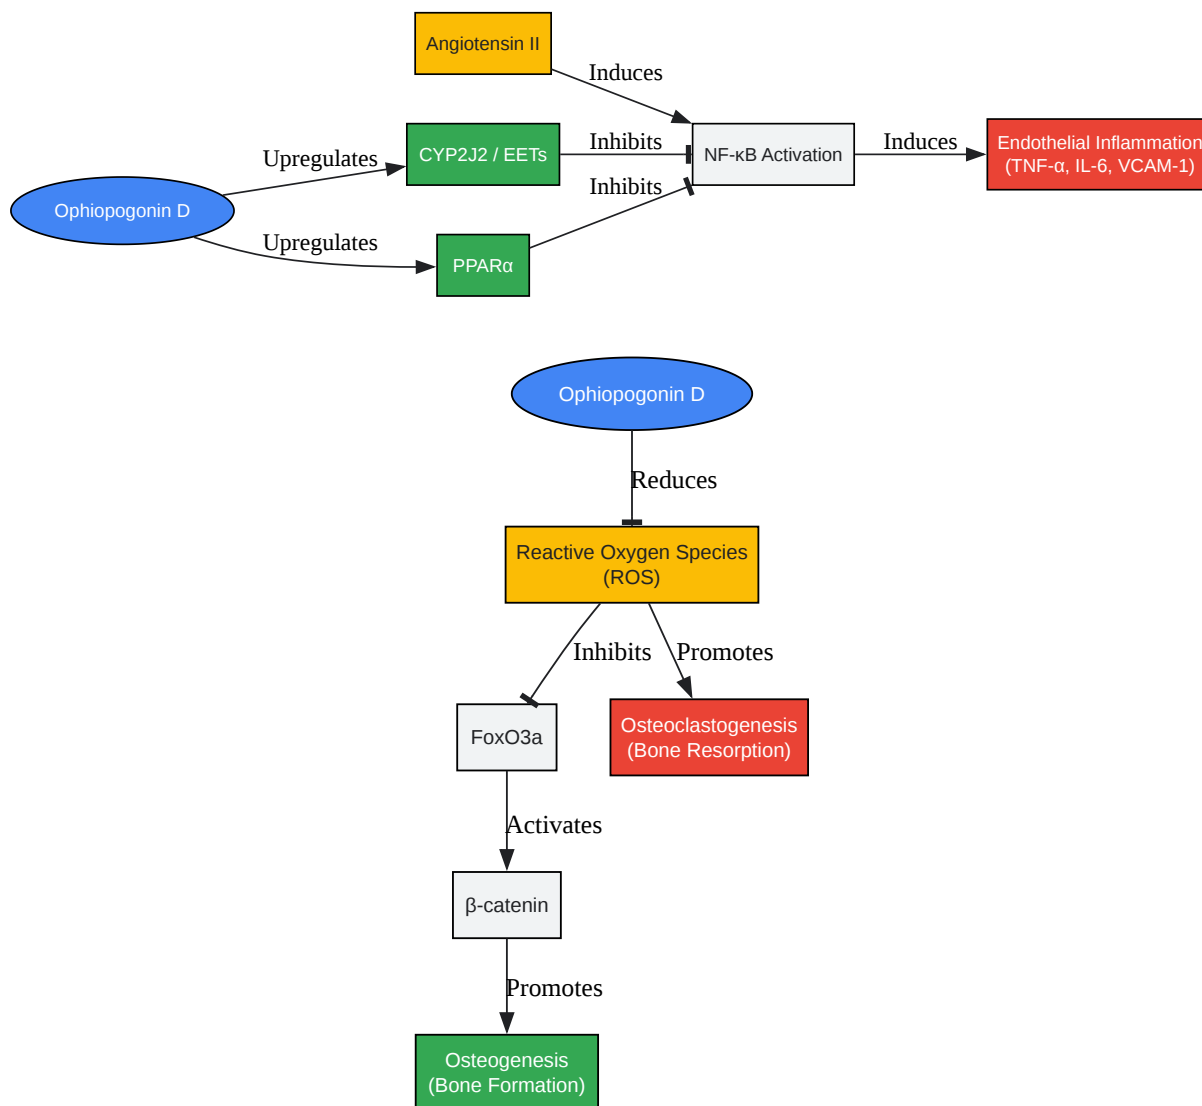 Angiotensin II
Induces
CYP2J2 / EETs
Inhibits
NF-κB Activation
Induces
Endothelial Inflammation
(TNF-α, IL-6, VCAM-1)
Upregulates
Inhibits
Ophiopogonin D
Upregulates
PPARα
Ophiopogonin D
Reduces
Reactive Oxygen Species
(ROS)
Inhibits
Promotes
FoxO3a
Osteoclastogenesis
(Bone Resorption)
Activates
β-catenin
Promotes
Osteogenesis
(Bone Formation)